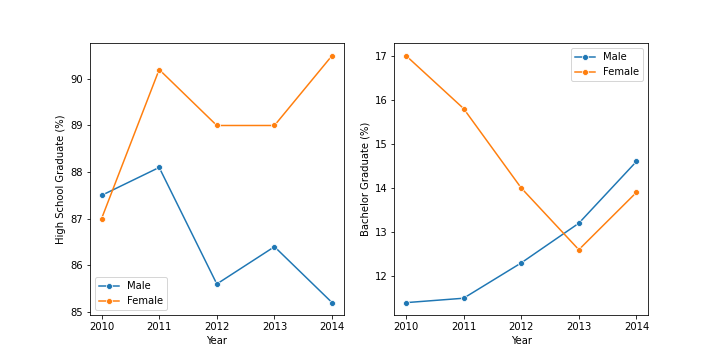 High School Graduate (%)
90
89
88
87
86
85
Male
Female
2010 2011 2012 2013 2014
Year
Bachelor Graduate (%)
17
16
15
14
13
12
Male
Female
2010 2011 2012 2013 2014
Year